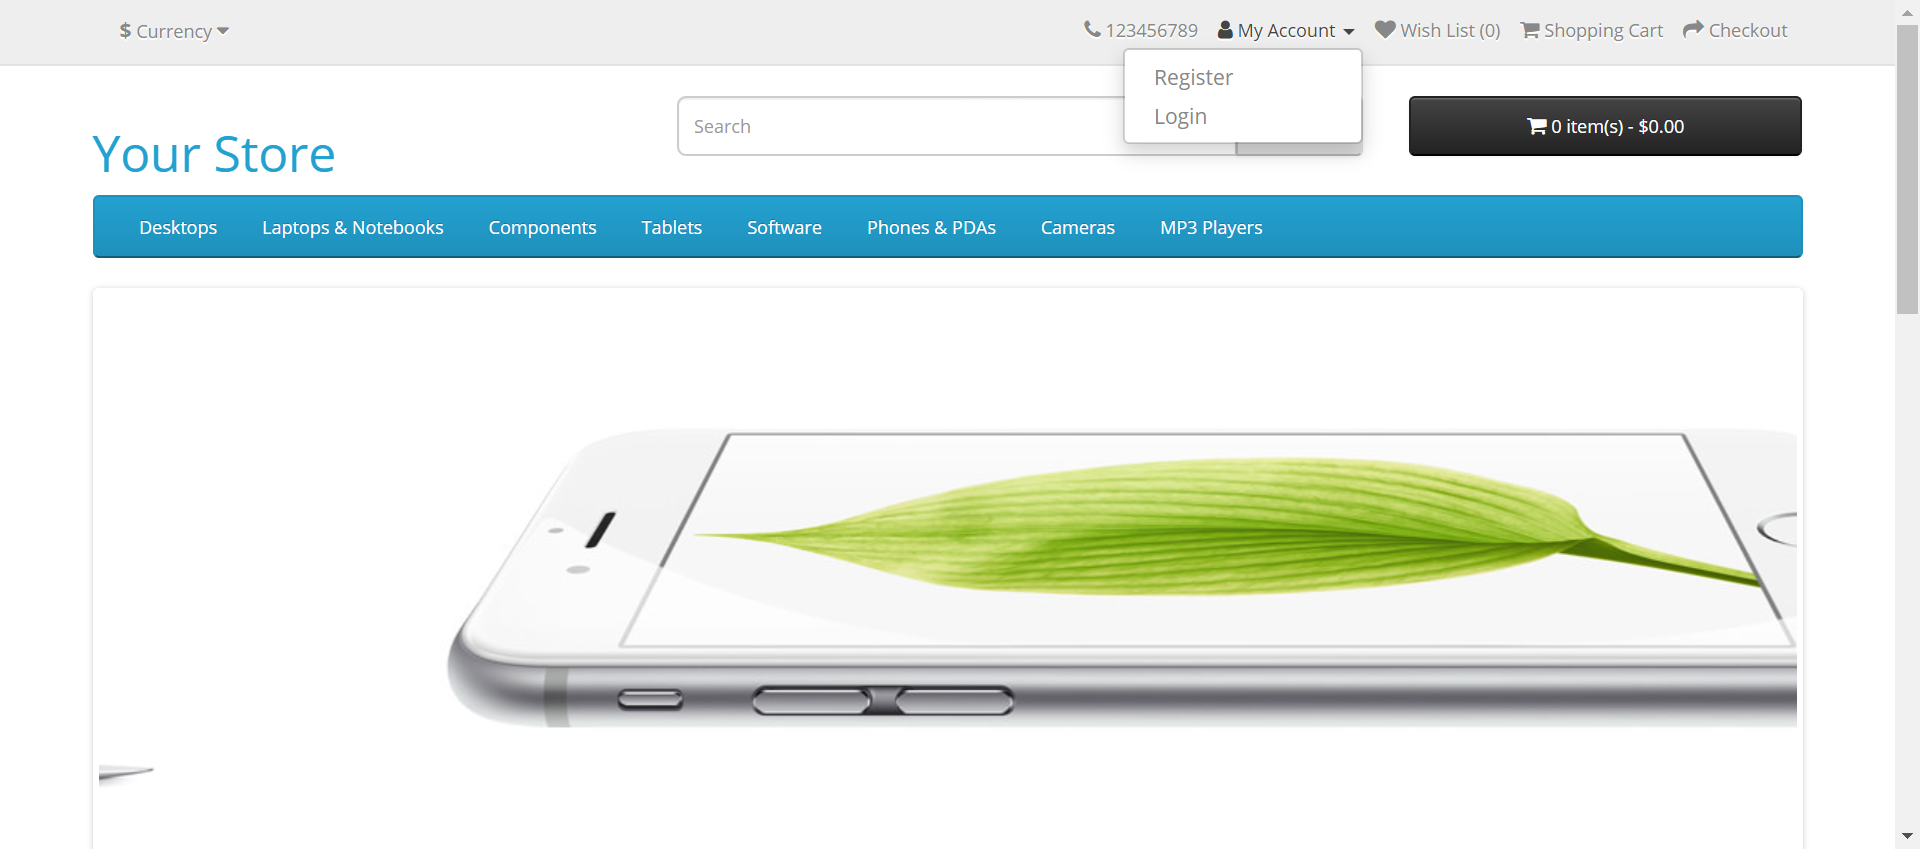 $ Currency
123456789 My Account Wish List (0) Shopping Cart Checkout
Register
Login
Search
0 item(s) - $0.00
Your Store
Desktops Laptops & Notebooks Components Tablets Software Phones & PDAs Cameras MP3 Players